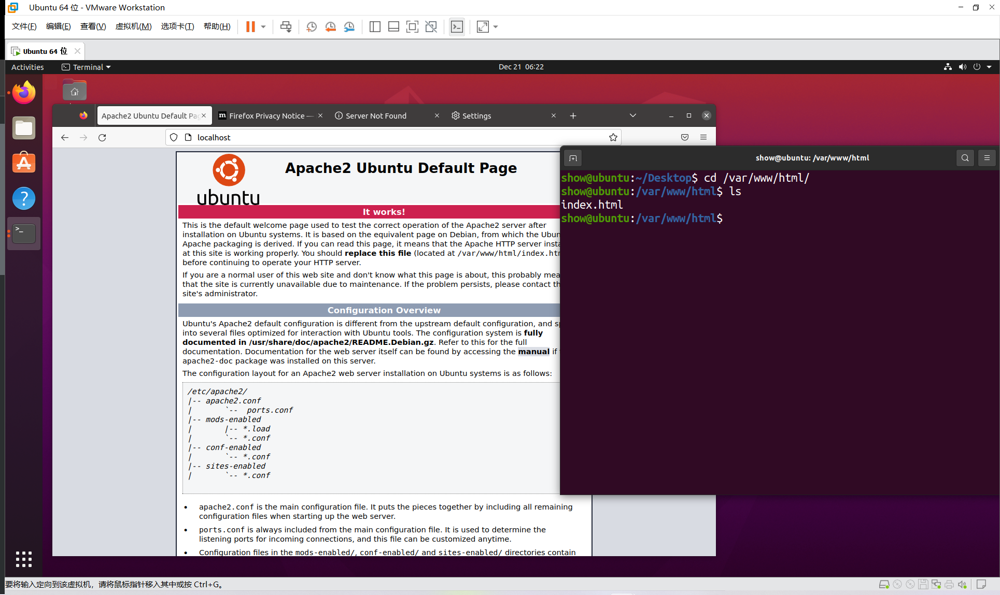 Ubuntu 64 位 - VMware Workstation
文件(F) 编辑(E) 查看(V) 虚拟机(M) 选项卡(T) 帮助(H)
Ubuntu 64 位
Activities Terminal Dec 21 06:22
Apache2 Ubuntu Default Pag Firefox Privacy Notice — Server Not Found Settings
localhost
ubuntu
Apache2 Ubuntu Default Page
It works!
This is the default welcome page used to test the correct operation of the Apache2 server after
installation on Ubuntu systems. It is based on the equivalent page on Debian, from which the Ubun
Apache packaging is derived. If you can read this page, it means that the Apache HTTP server insta
at this site is working properly. You should replace this file (located at /var/www/html/index.htm
before continuing to operate your HTTP server.
If you are a normal user of this web site and don't know what this page is about, this probably mea
that the site is currently unavailable due to maintenance. If the problem persists, please contact th
site's administrator.
Configuration Overview
Ubuntu's Apache2 default configuration is different from the upstream default configuration, and sp
into several files optimized for interaction with Ubuntu tools. The configuration system is fully
documented in /usr/share/doc/apache2/README.Debian.gz. Refer to this for the full
documentation. Documentation for the web server itself can be found by accessing the manual if
apache2-doc package was installed on this server.
The configuration layout for an Apache2 web server installation on Ubuntu systems is as follows:
/etc/apache2/
|-- apache2.conf
|       `--  ports.conf
|-- mods-enabled
|       |-- *.load
|       `-- *.conf
|-- conf-enabled
|       `-- *.conf
|-- sites-enabled
|       `-- *.conf
• apache2.conf is the main configuration file. It puts the pieces together by including all remaining
configuration files when starting up the web server.
• ports.conf is always included from the main configuration file. It is used to determine the
listening ports for incoming connections, and this file can be customized anytime.
• Configuration files in the mods-enabled/, conf-enabled/ and sites-enabled/ directories contain
show@ubuntu: /var/www/html
show@ubuntu:~/Desktop$ cd /var/www/html/
show@ubuntu:/var/www/html$ ls
index.html
show@ubuntu:/var/www/html$
要将输入定向到该虚拟机，请将鼠标指针移入其中或按 Ctrl+G。